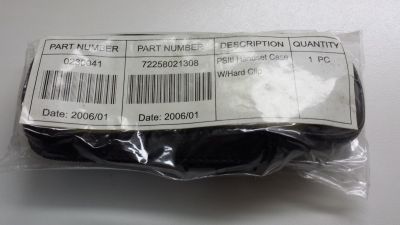 PART NUMBER PART NUMBER DESCRIPTION QUANTITY
0230041 72258021308 PSIII Handset Case 1 PC
W/Hard Clip
Date: 2006/01 Date: 2006/01